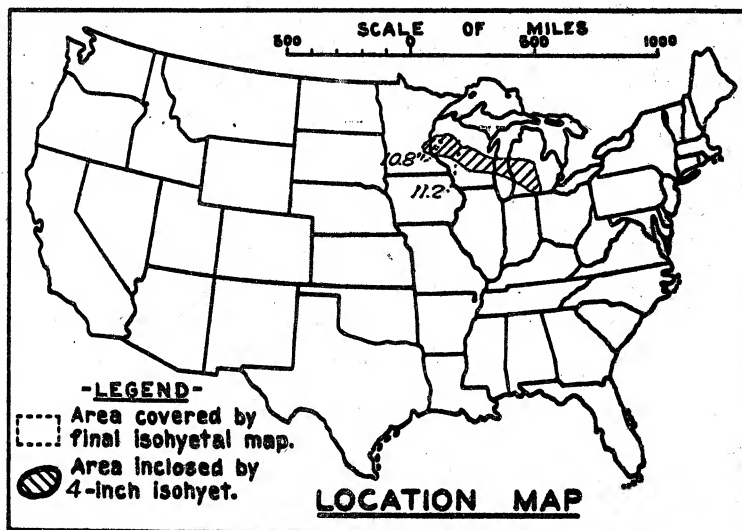 SCALE OF MILES
500 0 500 1000
10.8"
11.2"
-LEGEND-
Area covered by
final isohyetal map.
Area inclosed by
4-inch isohyet.
LOCATION MAP